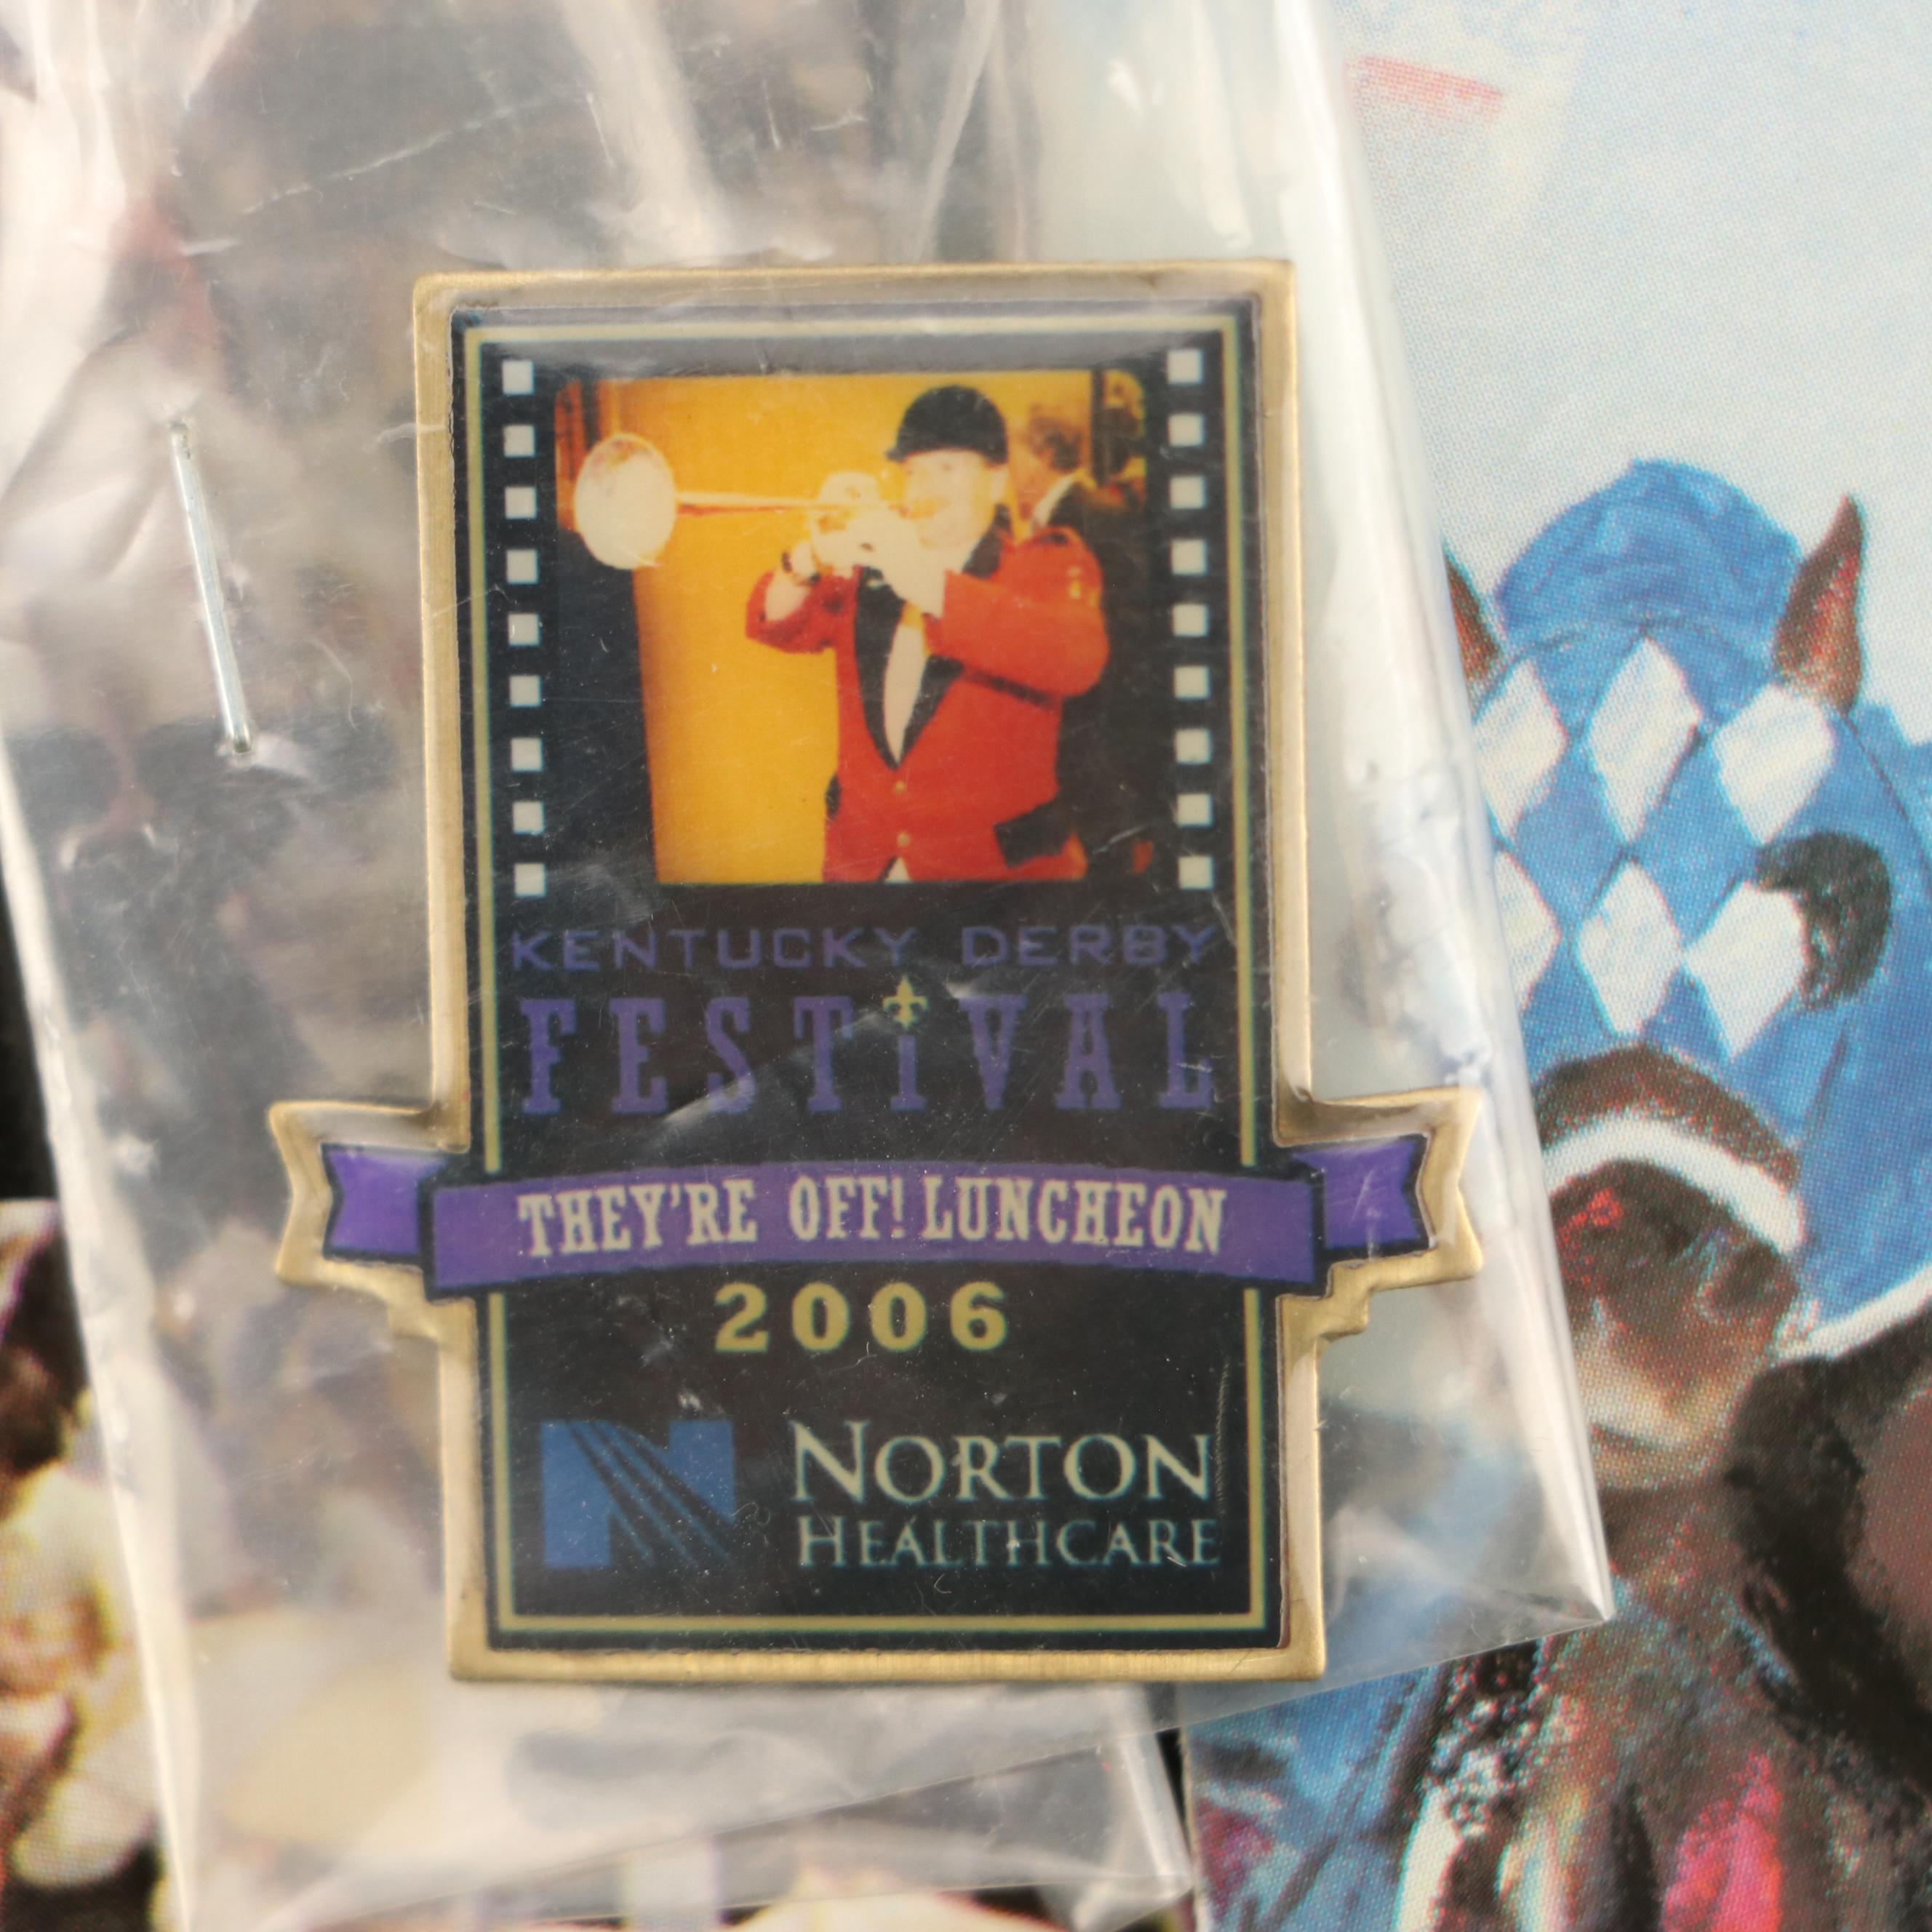 KENTUCKY DERBY
FESTiVAL
THEY'RE OFF! LUNCHEON
2006
N NORTON
HEALTHCARE